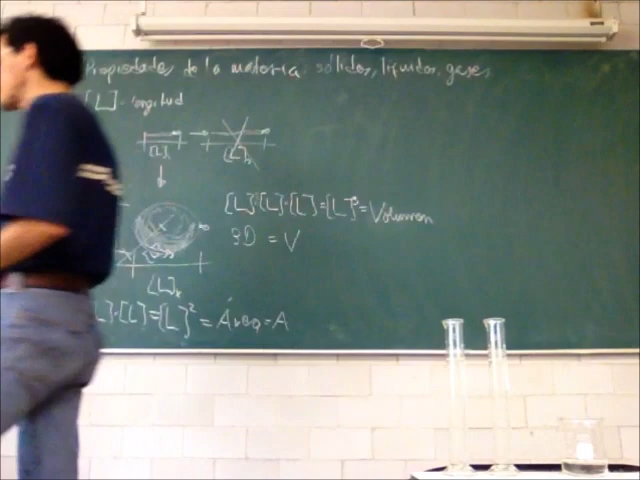 Propiedades de la materia: sólidos, líquidos, gases
[L] = longitud
[L]
[L]
[L]·[L]·[L] = [L]³ = Volumen
3D = V
L]·[L] = [L]² = Área = A